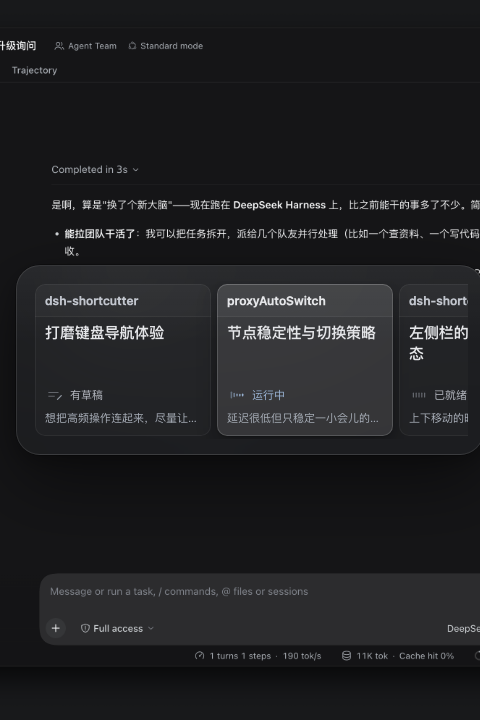 升级询问
Agent Team
Standard mode
Trajectory
Completed in 3s
是啊，算是"换了个新大脑"——现在跑在 DeepSeek Harness 上，比之前能干的事多了不少。简
• 能拉团队干活了：我可以把任务拆开，派给几个队友并行处理（比如一个查资料、一个写代码
收。
dsh-shortcutter
打磨键盘导航体验
有草稿
想把高频操作连起来，尽量让...
proxyAutoSwitch
节点稳定性与切换策略
运行中
延迟很低但只稳定一小会儿的...
dsh-short
左侧栏的
态
已就绪
上下移动的
Message or run a task, / commands, @ files or sessions
Full access
DeepSe
1 turns 1 steps · 190 tok/s
11K tok · Cache hit 0%